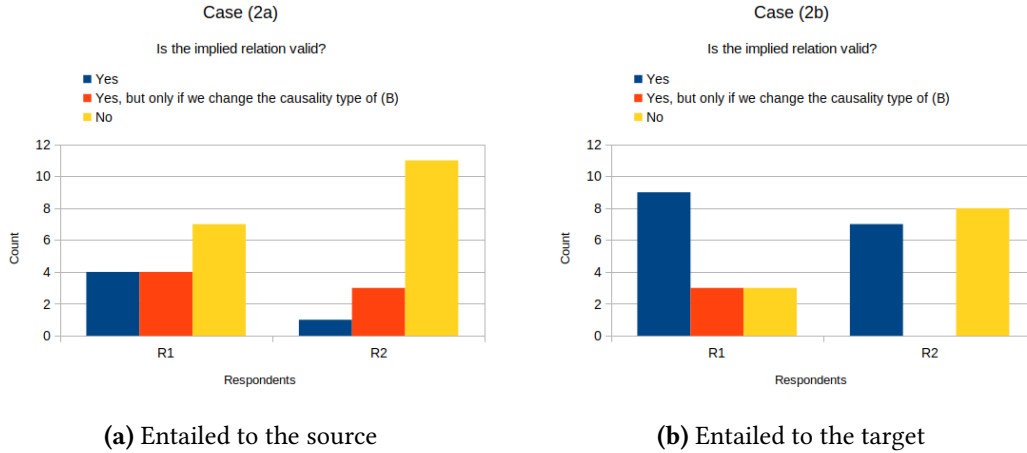 Case (2a)
Is the implied relation valid?
Yes
Yes, but only if we change the causality type of (B)
No
12
10
8
6
4
2
0
Count
R1
R2
Respondents
(a) Entailed to the source
Case (2b)
Is the implied relation valid?
Yes
Yes, but only if we change the causality type of (B)
No
12
10
8
6
4
2
0
Count
R1
R2
Respondents
(b) Entailed to the target